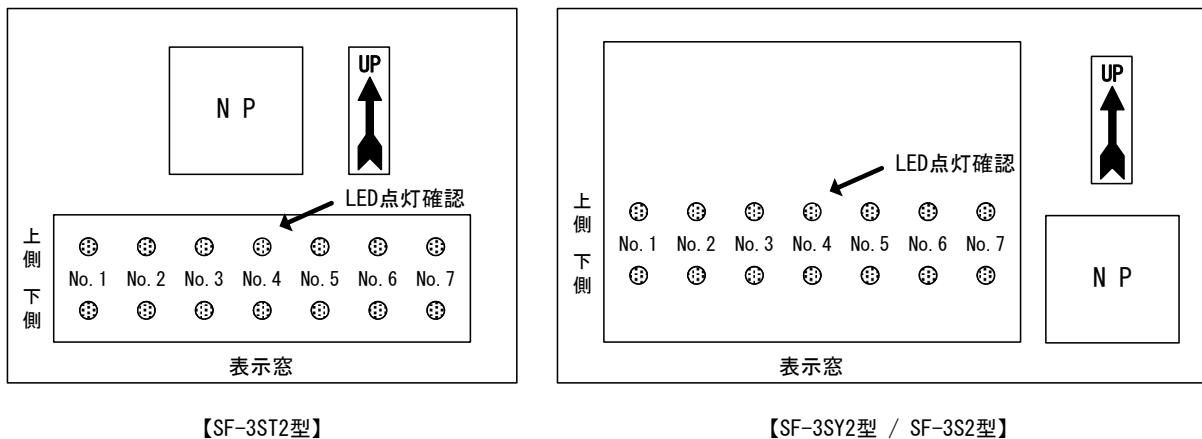 N P
UP
LED点灯確認
上側
No.1 No.2 No.3 No.4 No.5 No.6 No.7
下側
表示窓
【SF-3ST2型】
UP
LED点灯確認
上側
No.1 No.2 No.3 No.4 No.5 No.6 No.7
下側
N P
表示窓
【SF-3SY2型 / SF-3S2型】